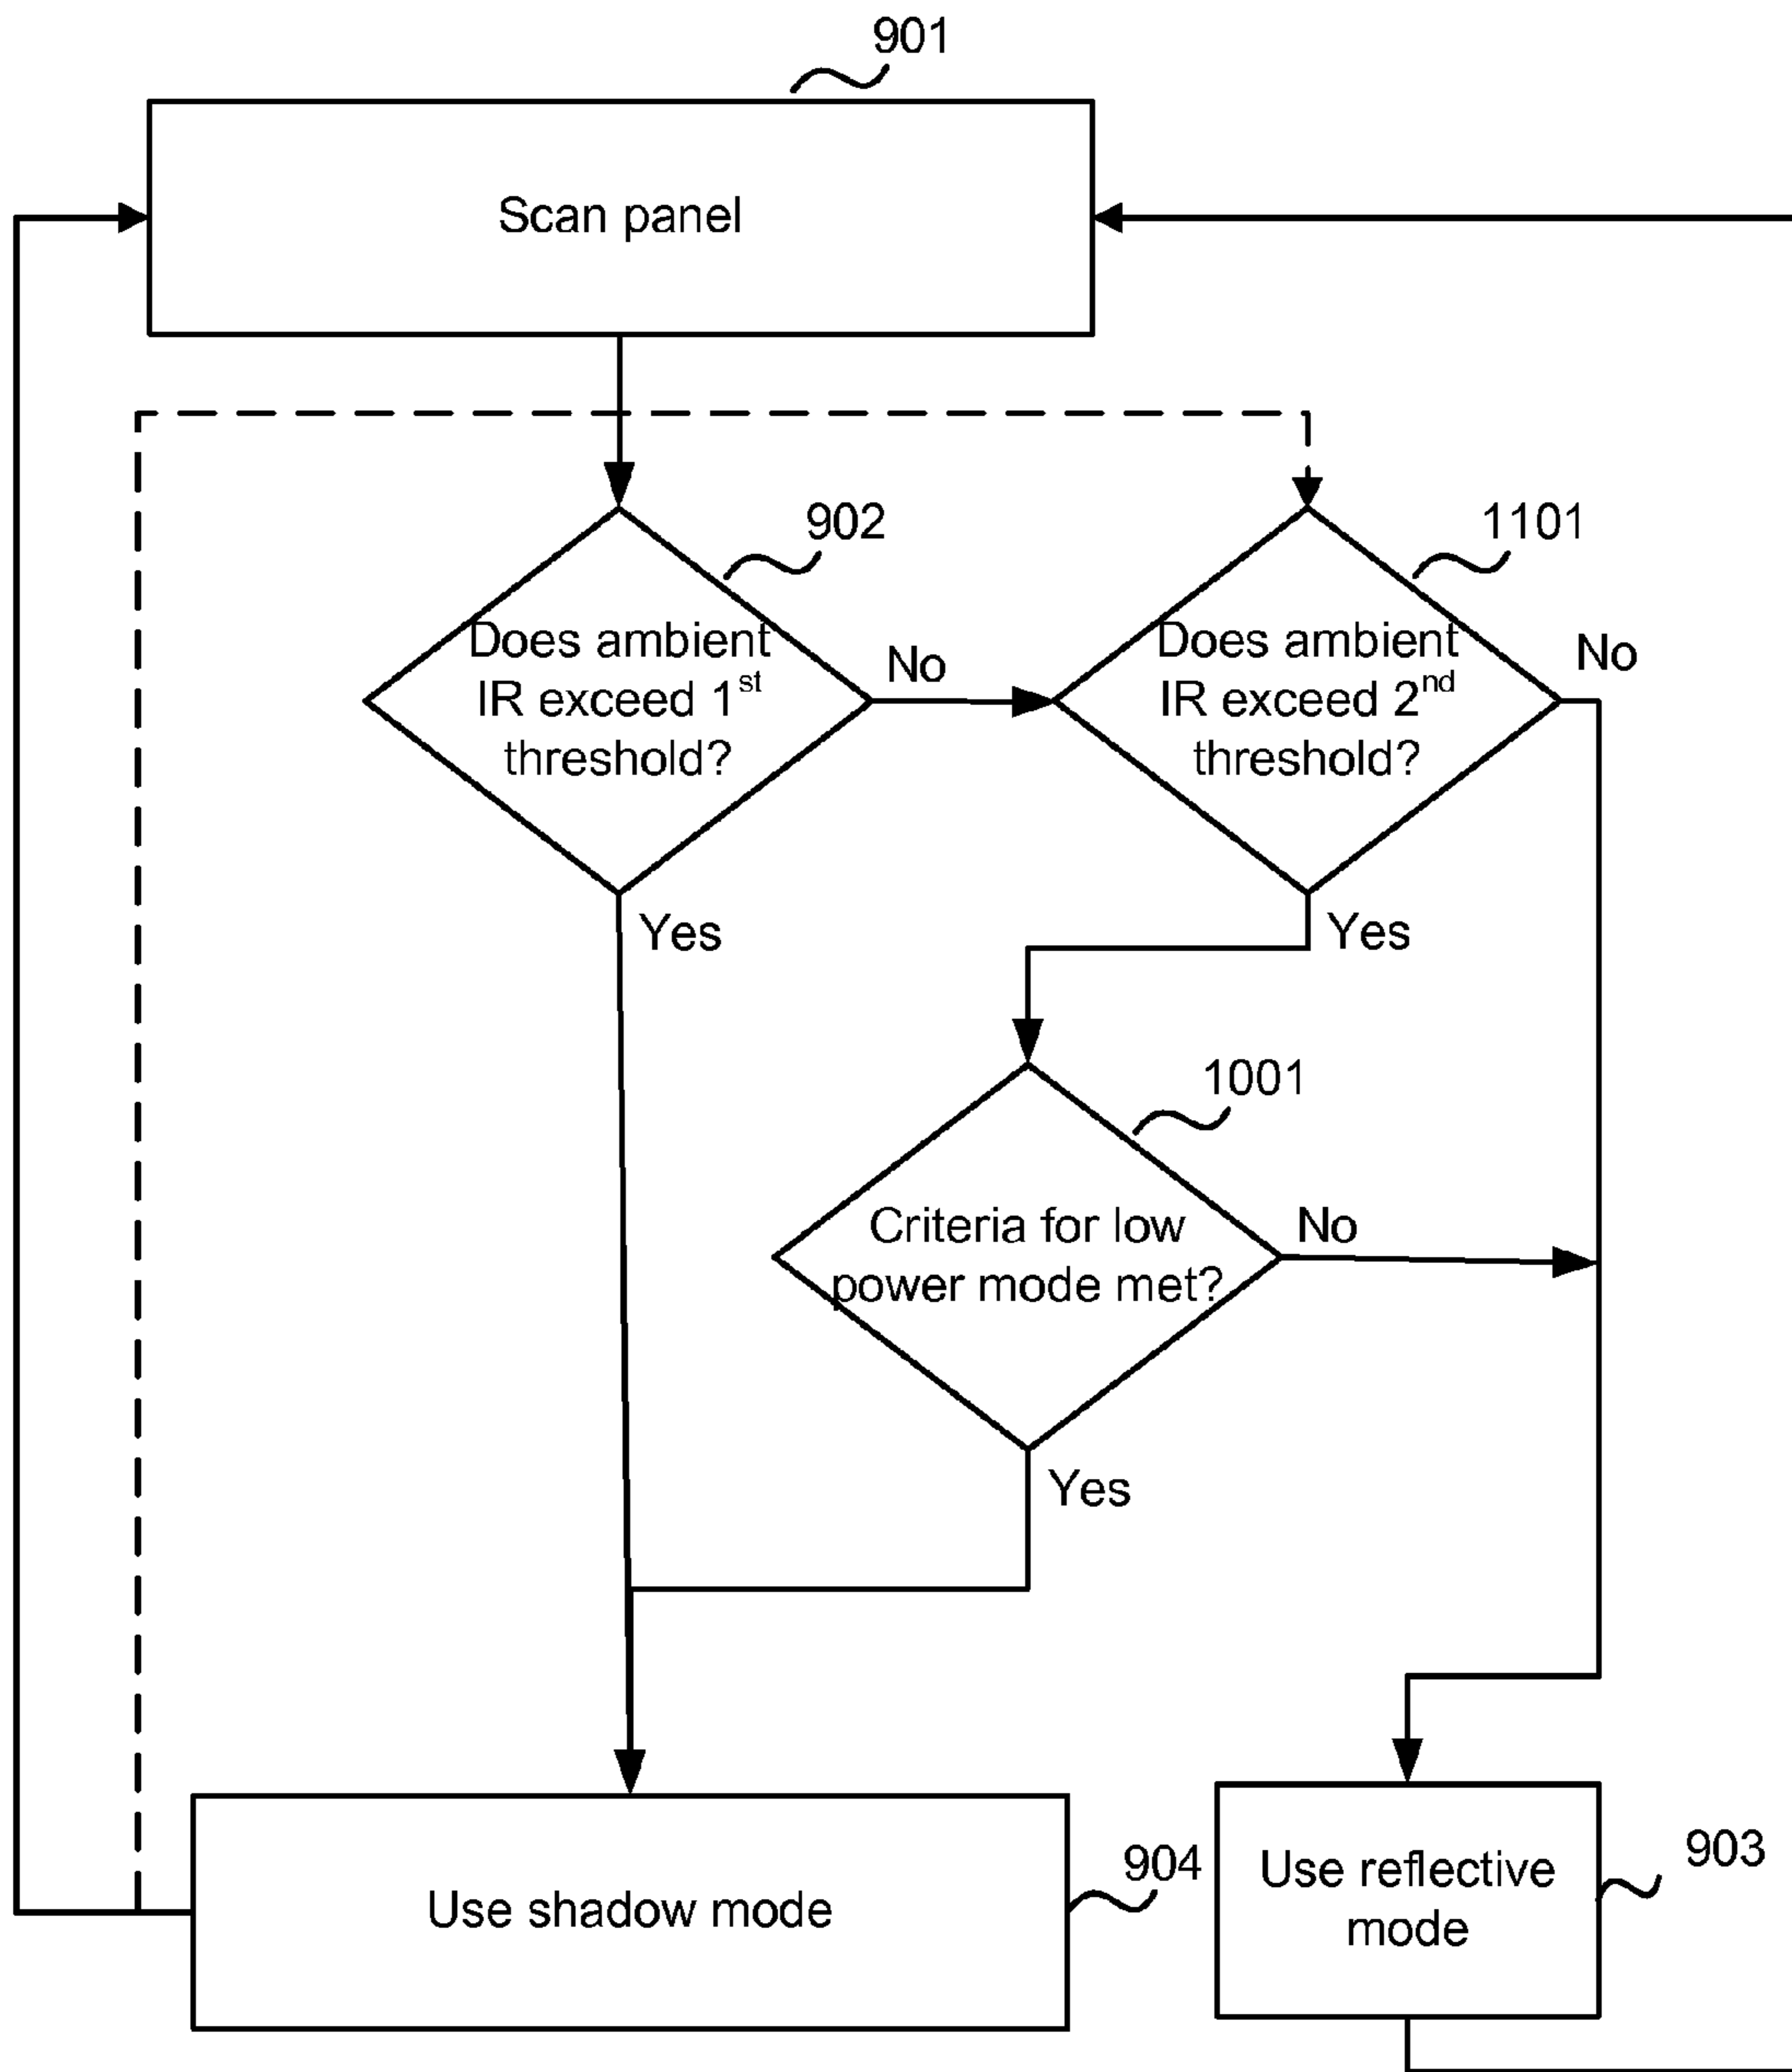 901
Scan panel
902
Does ambient
IR exceed 1st
threshold?
No
Yes
1101
Does ambient
IR exceed 2nd
threshold?
No
Yes
1001
Criteria for low
power mode met?
No
Yes
Use shadow mode
904
Use reflective
mode
903